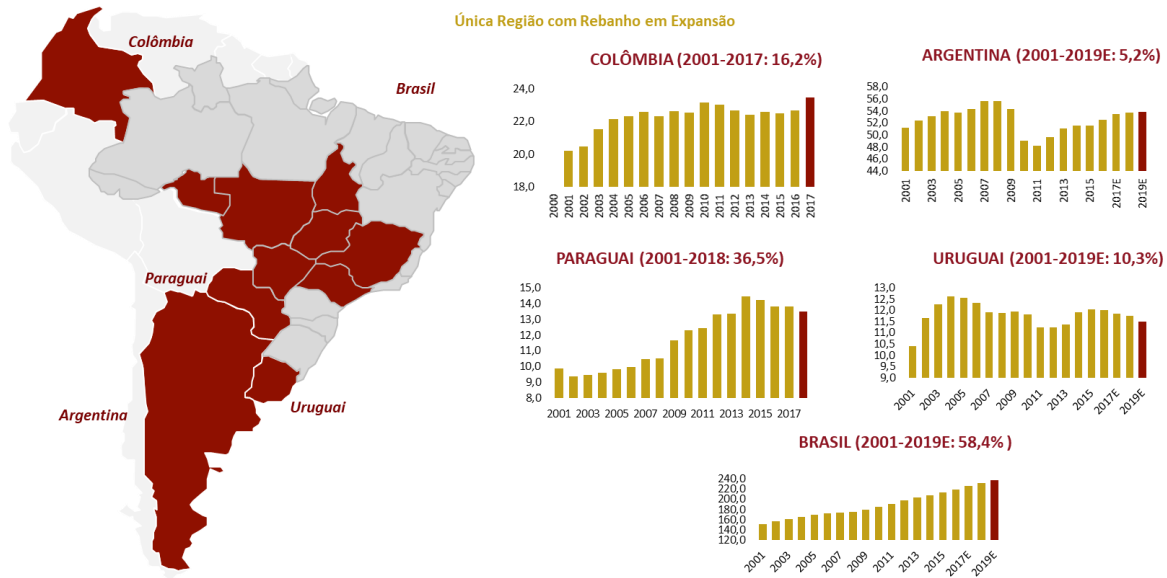 Única Região com Rebanho em Expansão
Colômbia
Brasil
Paraguai
Argentina
Uruguai
COLÔMBIA (2001-2017: 16,2%)
24,0
22,0
20,0
18,0
2000 2001 2002 2003 2004 2005 2006 2007 2008 2009 2010 2011 2012 2013 2014 2015 2016 2017
ARGENTINA (2001-2019E: 5,2%)
58,0
56,0
54,0
52,0
50,0
48,0
46,0
44,0
2001 2003 2005 2007 2009 2011 2013 2015 2017E 2019E
PARAGUAI (2001-2018: 36,5%)
15,0
14,0
13,0
12,0
11,0
10,0
9,0
8,0
2001 2003 2005 2007 2009 2011 2013 2015 2017
URUGUAI (2001-2019E: 10,3%)
13,0
12,5
12,0
11,5
11,0
10,5
10,0
9,5
9,0
2001 2003 2005 2007 2009 2011 2013 2015 2017E 2019E
BRASIL (2001-2019E: 58,4% )
240,0
220,0
200,0
180,0
160,0
140,0
120,0
2001 2003 2005 2007 2009 2011 2013 2015 2017E 2019E